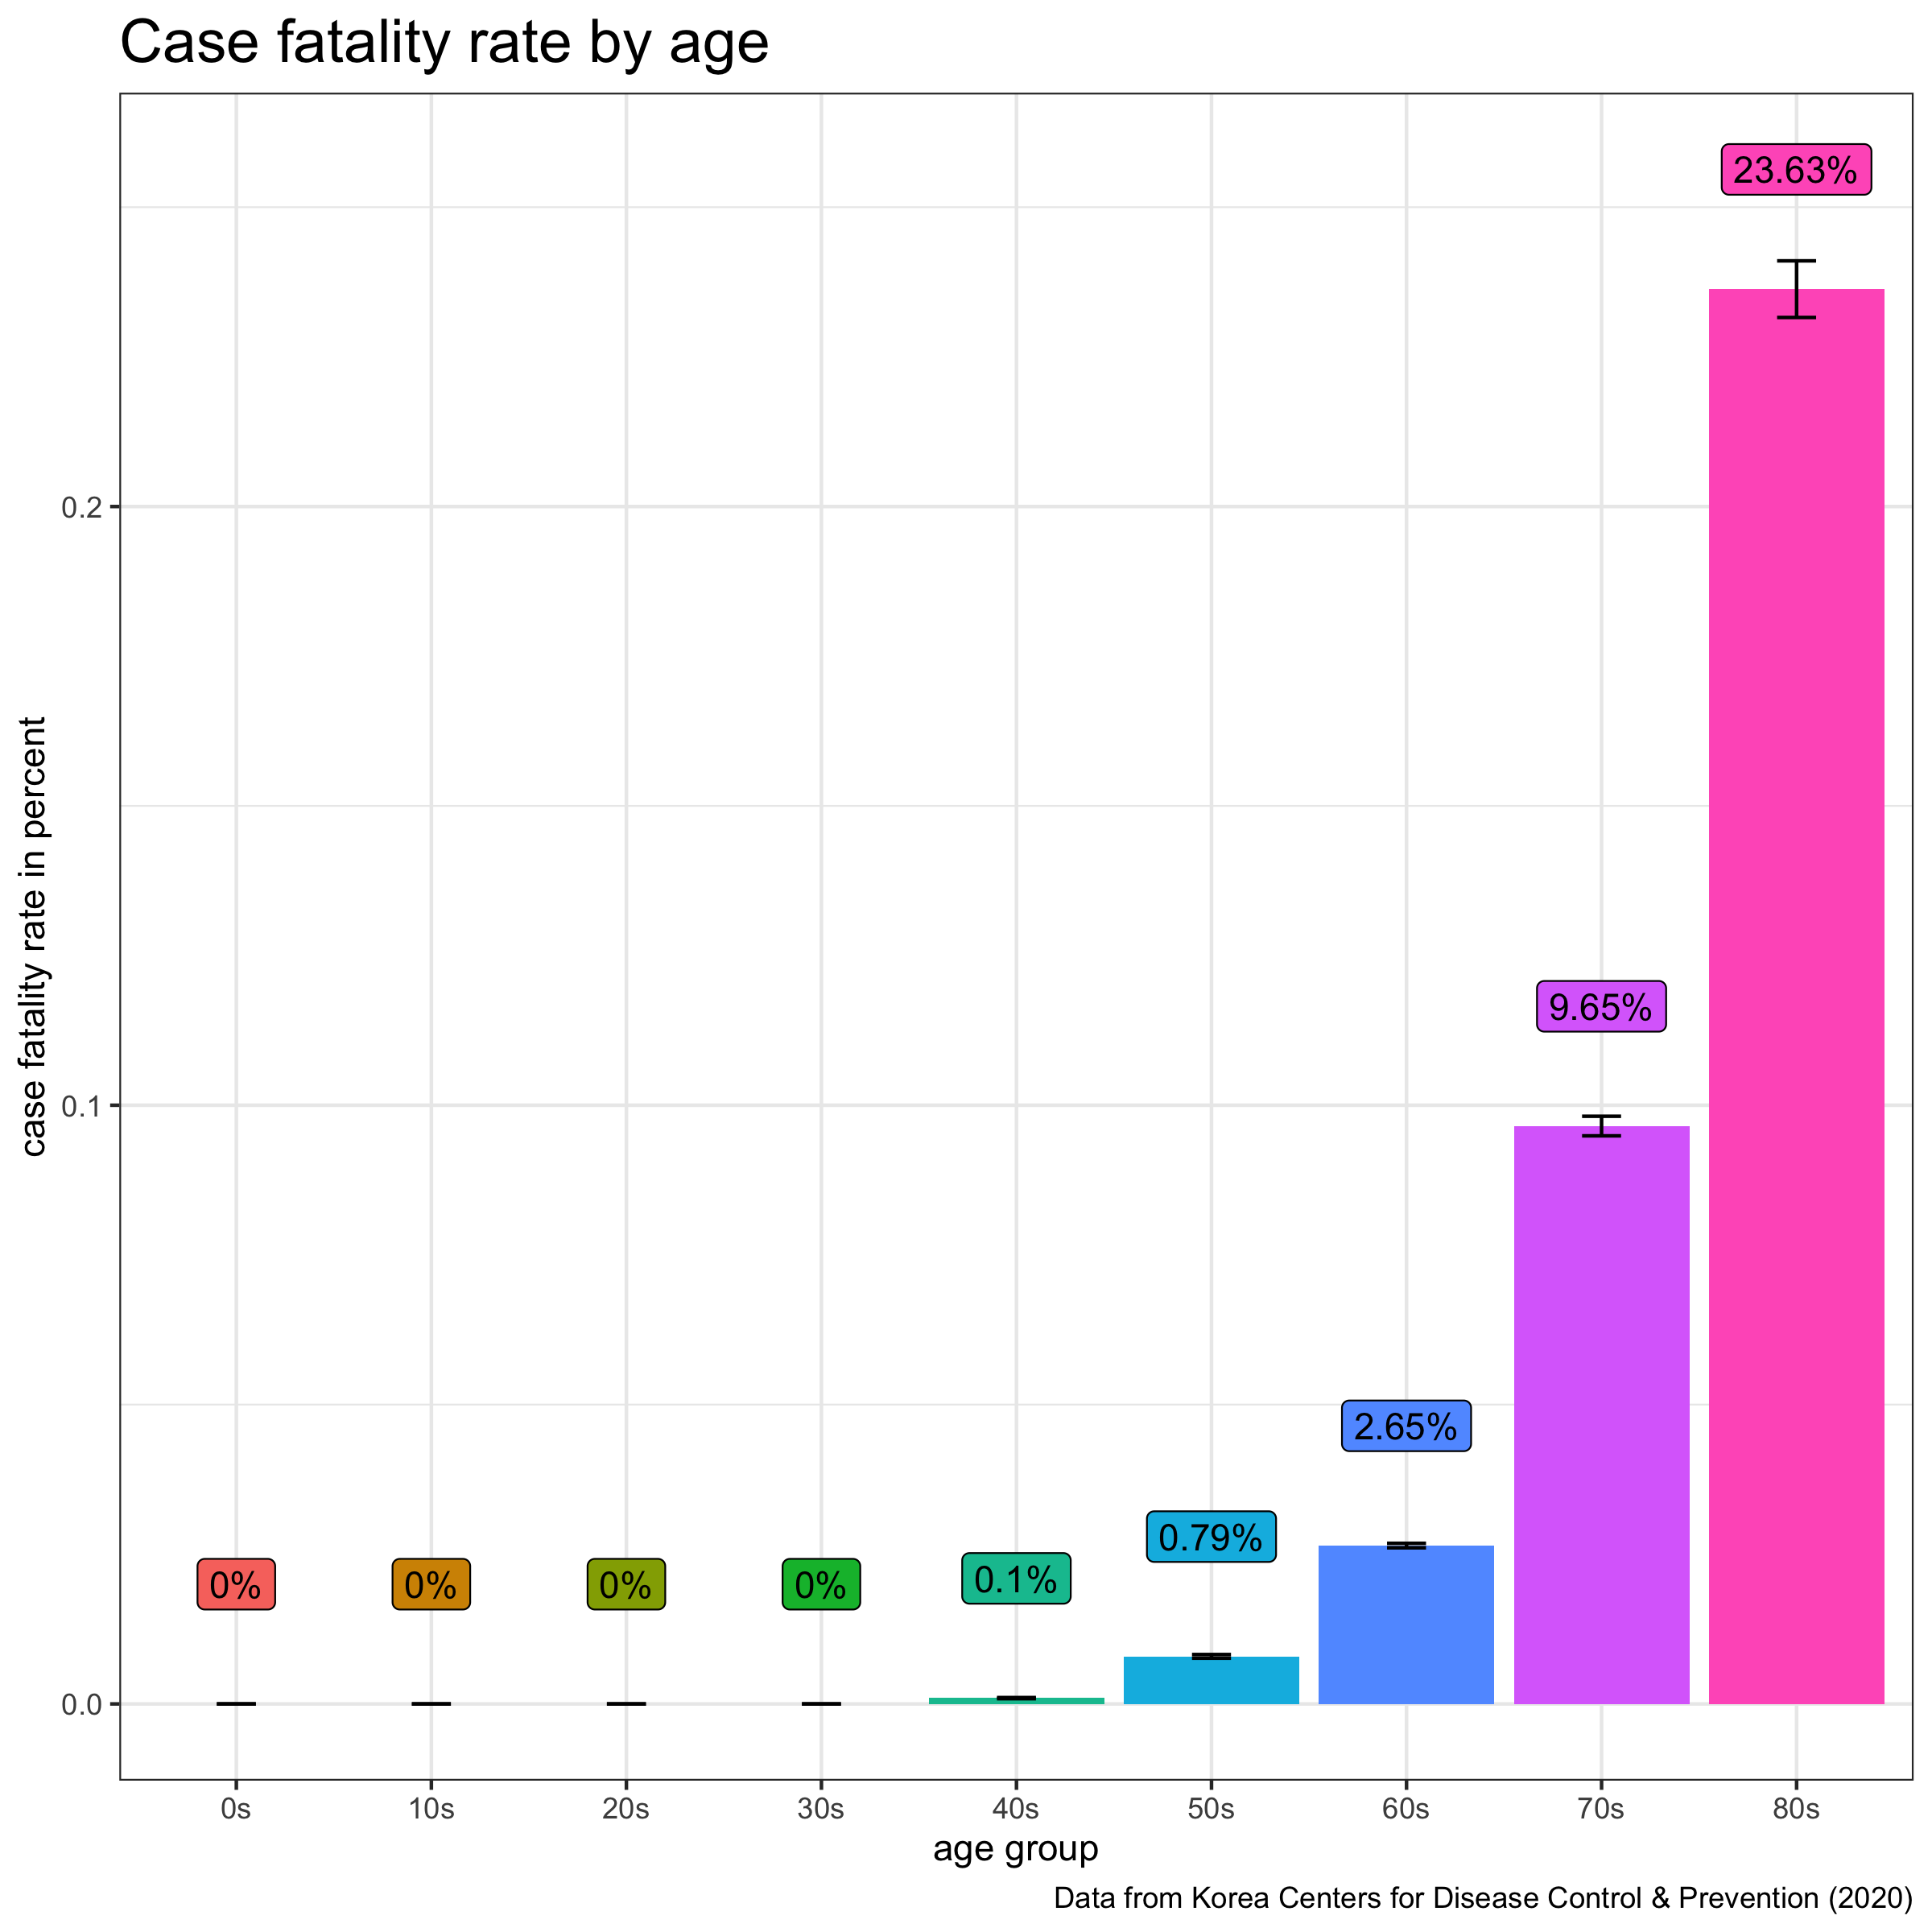 Case fatality rate by age
case fatality rate in percent
0.2
0.1
0.0
23.63%
9.65%
2.65%
0.79%
0.1%
0%
0%
0%
0%
0s
10s
20s
30s
40s
50s
60s
70s
80s
age group
Data from Korea Centers for Disease Control & Prevention (2020)